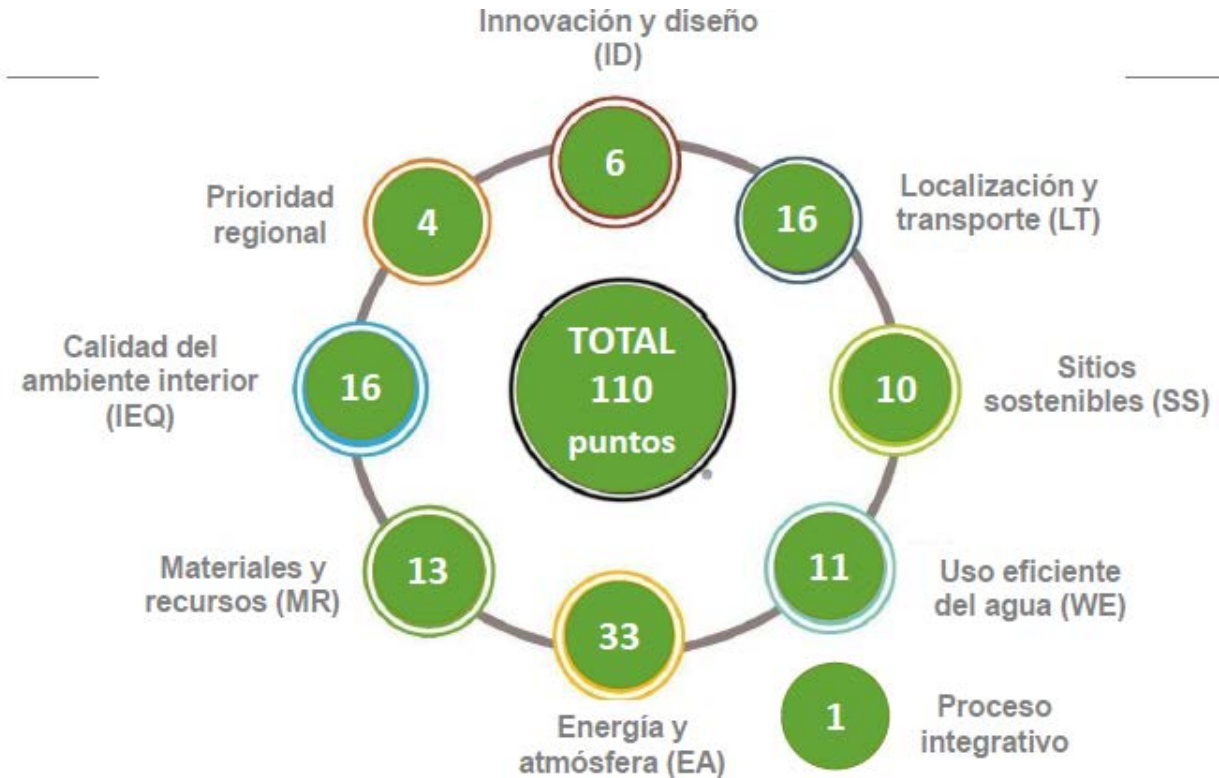 Innovación y diseño
(ID)
6
Localización y
transporte (LT)
16
Sitios
sostenibles (SS)
10
Uso eficiente
del agua (WE)
11
Proceso
integrativo
1
Energía y
atmósfera (EA)
33
Materiales y
recursos (MR)
13
Calidad del
ambiente interior
(IEQ)
16
Prioridad
regional
4
TOTAL
110
puntos